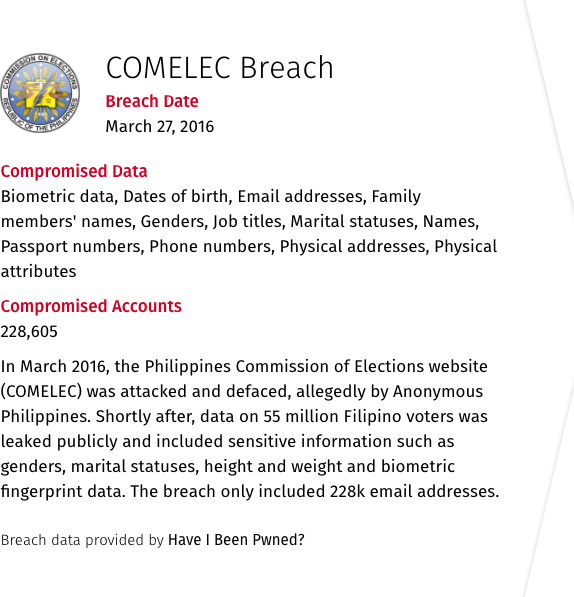 COMMISSION ON ELECTIONS
REPUBLIC OF THE PHILIPPINES
COMELEC Breach
Breach Date
March 27, 2016
Compromised Data
Biometric data, Dates of birth, Email addresses, Family
members' names, Genders, Job titles, Marital statuses, Names,
Passport numbers, Phone numbers, Physical addresses, Physical
attributes
Compromised Accounts
228,605
In March 2016, the Philippines Commission of Elections website
(COMELEC) was attacked and defaced, allegedly by Anonymous
Philippines. Shortly after, data on 55 million Filipino voters was
leaked publicly and included sensitive information such as
genders, marital statuses, height and weight and biometric
fingerprint data. The breach only included 228k email addresses.
Breach data provided by Have I Been Pwned?